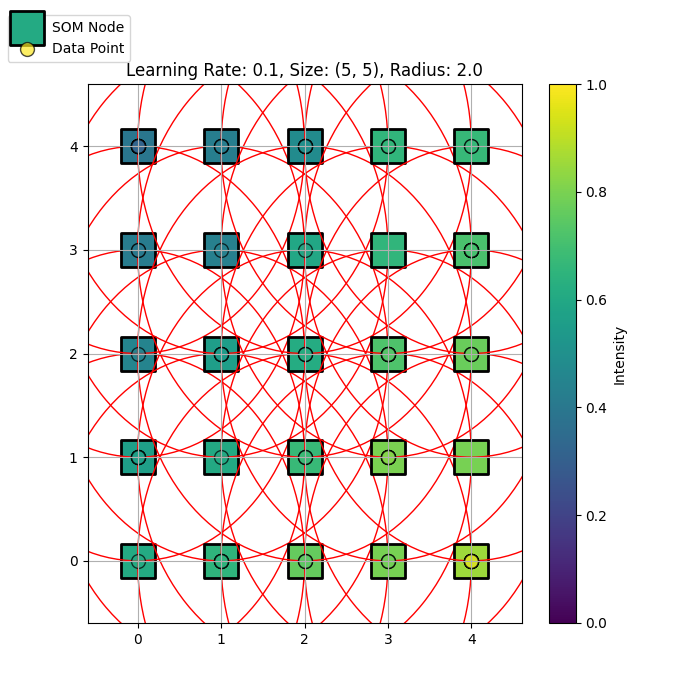 SOM Node
Data Point
Learning Rate: 0.1, Size: (5, 5), Radius: 2.0
4
3
2
1
0
0 1 2 3 4
1.0
0.8
0.6
0.4
0.2
0.0
Intensity